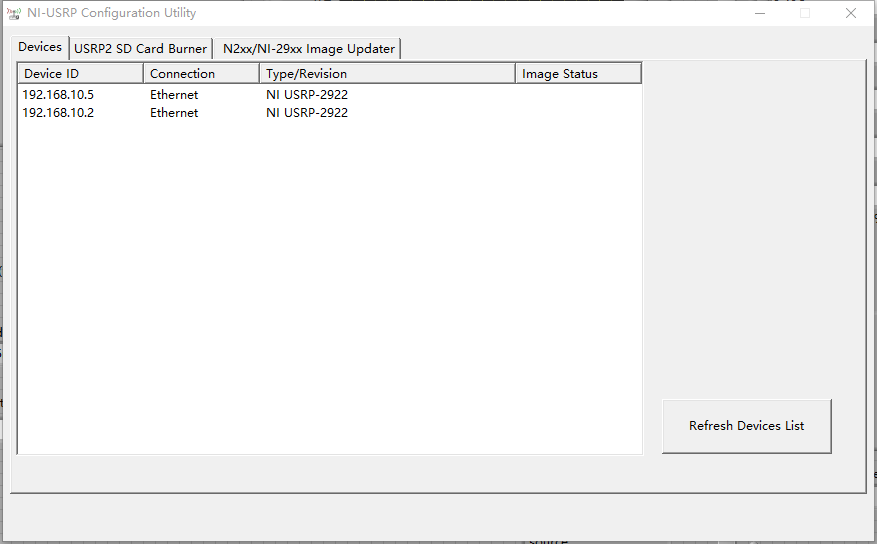 NI-USRP Configuration Utility
Devices USRP2 SD Card Burner N2xx/NI-29xx Image Updater
Device ID Connection Type/Revision Image Status
192.168.10.5 Ethernet NI USRP-2922
192.168.10.2 Ethernet NI USRP-2922
Refresh Devices List
source